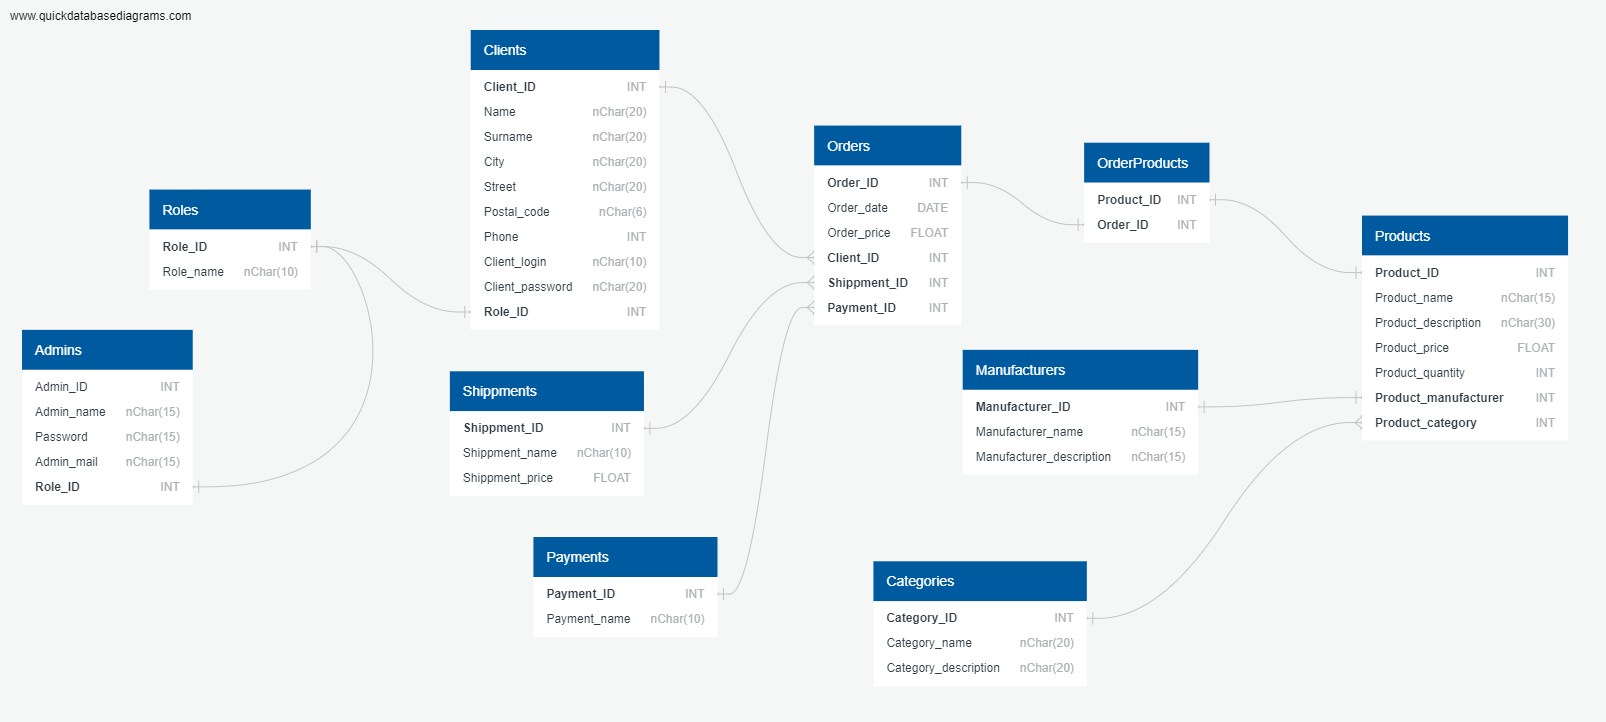 www.quickdatabasediagrams.com
Clients
Client_ID INT
Name nChar(20)
Surname nChar(20)
City nChar(20)
Street nChar(20)
Postal_code nChar(6)
Phone INT
Client_login nChar(10)
Client_password nChar(20)
Role_ID INT
Roles
Role_ID INT
Role_name nChar(10)
Admins
Admin_ID INT
Admin_name nChar(15)
Password nChar(15)
Admin_mail nChar(15)
Role_ID INT
Shippments
Shippment_ID INT
Shippment_name nChar(10)
Shippment_price FLOAT
Payments
Payment_ID INT
Payment_name nChar(10)
Orders
Order_ID INT
Order_date DATE
Order_price FLOAT
Client_ID INT
Shippment_ID INT
Payment_ID INT
OrderProducts
Product_ID INT
Order_ID INT
Products
Product_ID INT
Product_name nChar(15)
Product_description nChar(30)
Product_price FLOAT
Product_quantity INT
Product_manufacturer INT
Product_category INT
Manufacturers
Manufacturer_ID INT
Manufacturer_name nChar(15)
Manufacturer_description nChar(15)
Categories
Category_ID INT
Category_name nChar(20)
Category_description nChar(20)